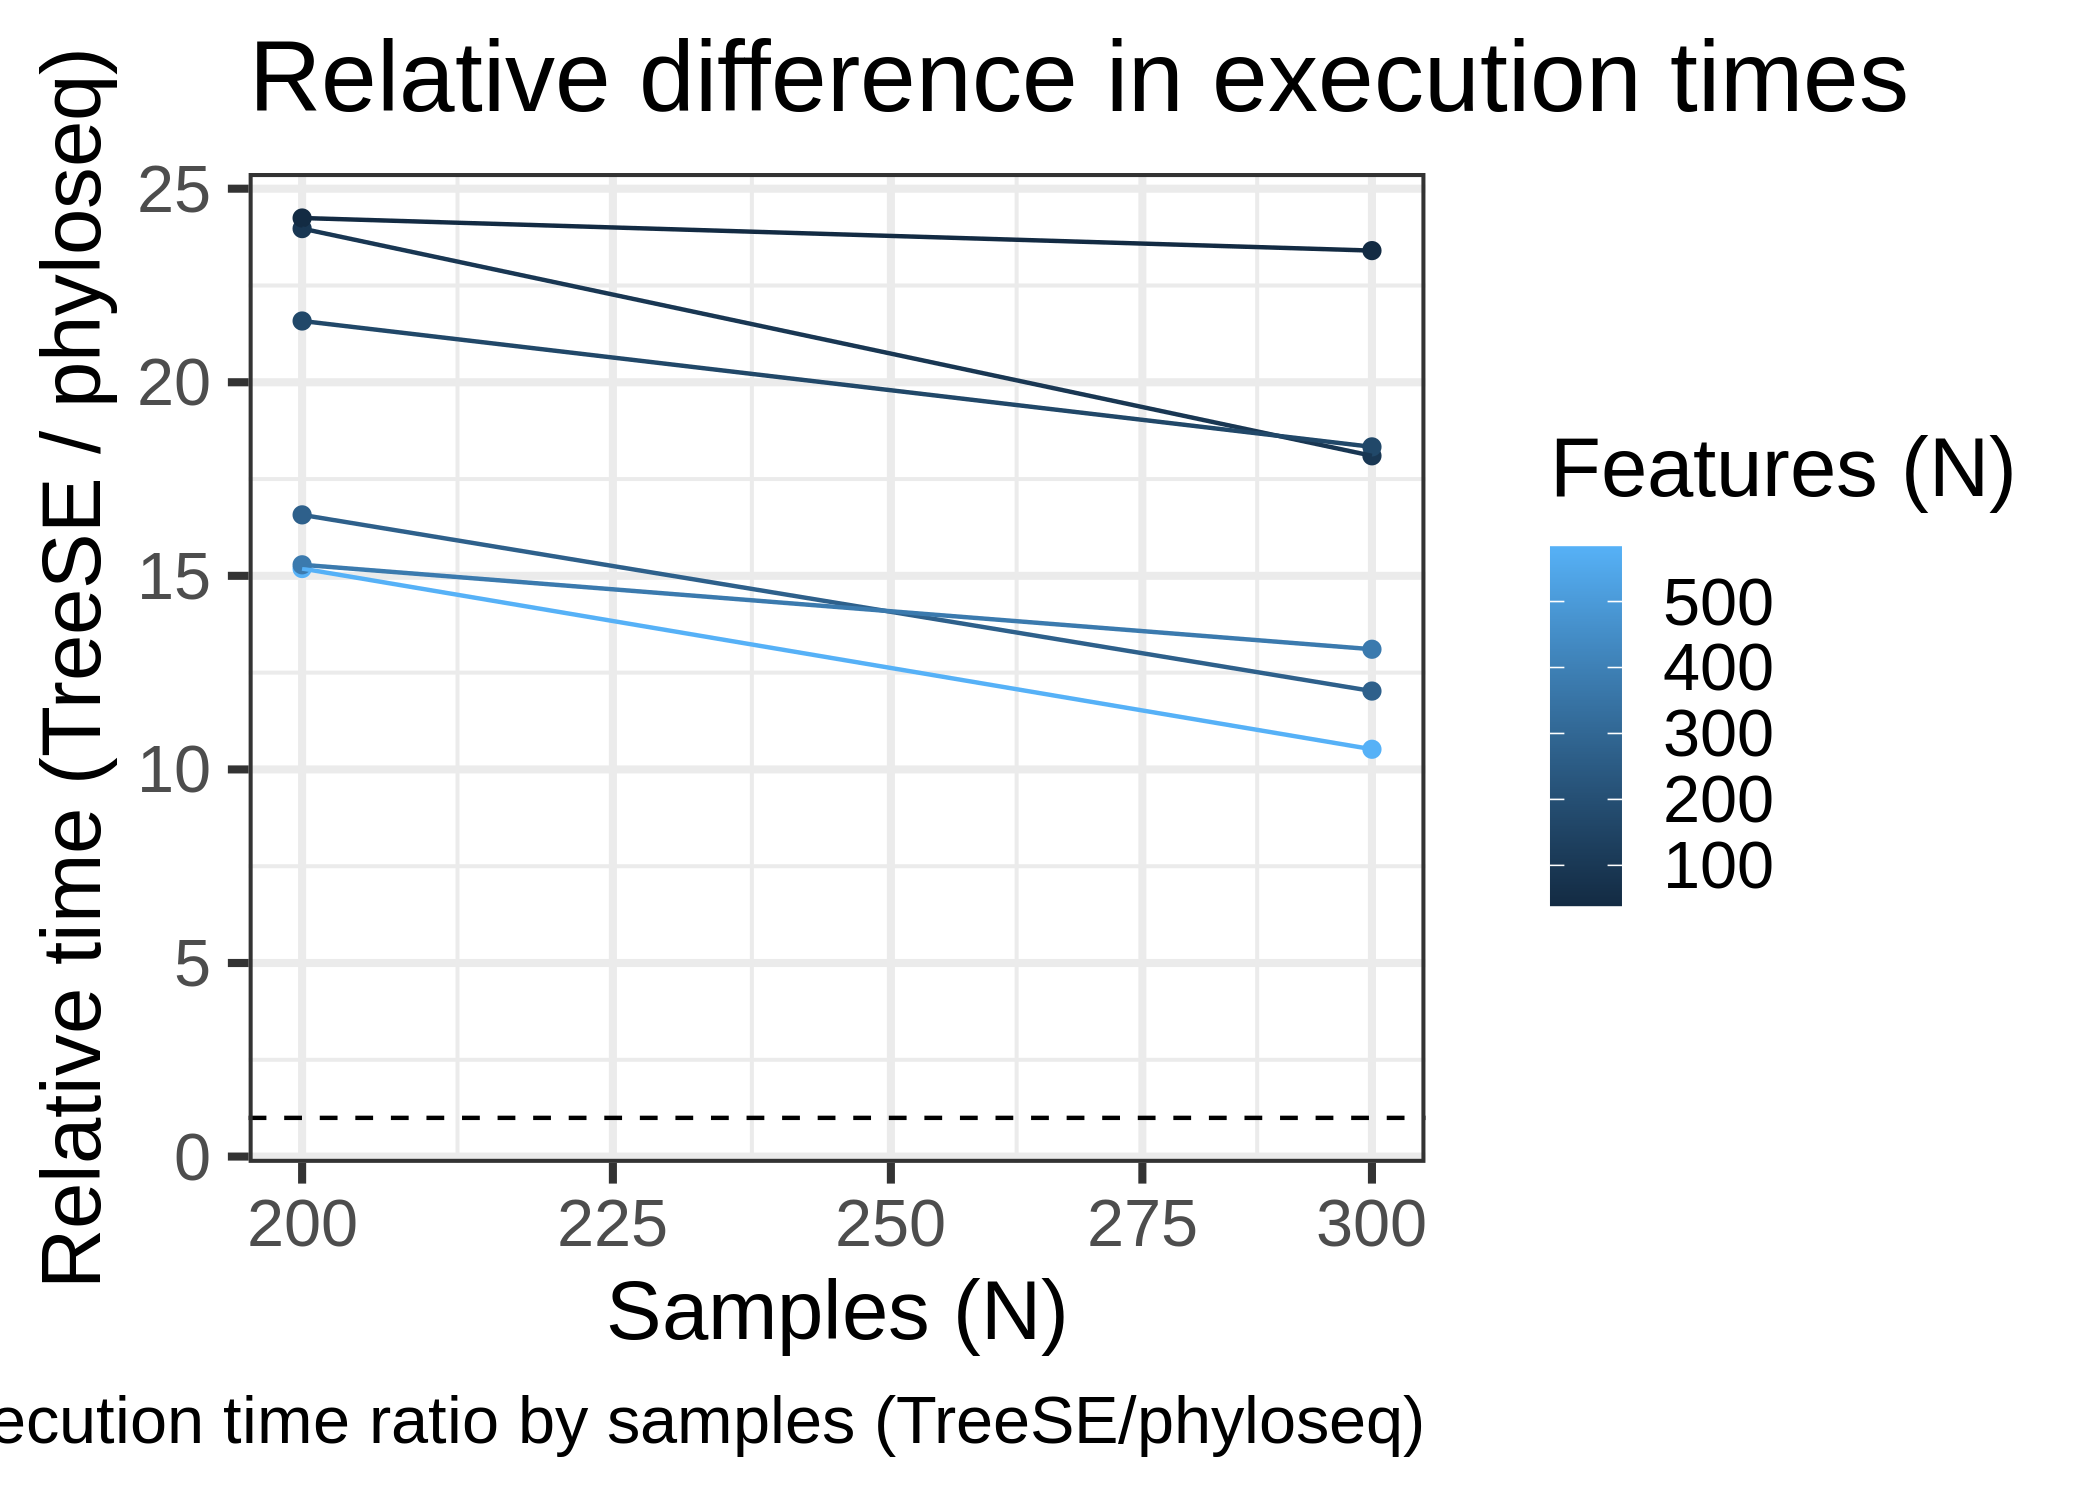 Relative difference in execution times
Relative time (TreeSE / phyloseq)
25
20
15
10
5
0
200 225 250 275 300
Samples (N)
Features (N)
500
400
300
200
100
ecution time ratio by samples (TreeSE/phyloseq)